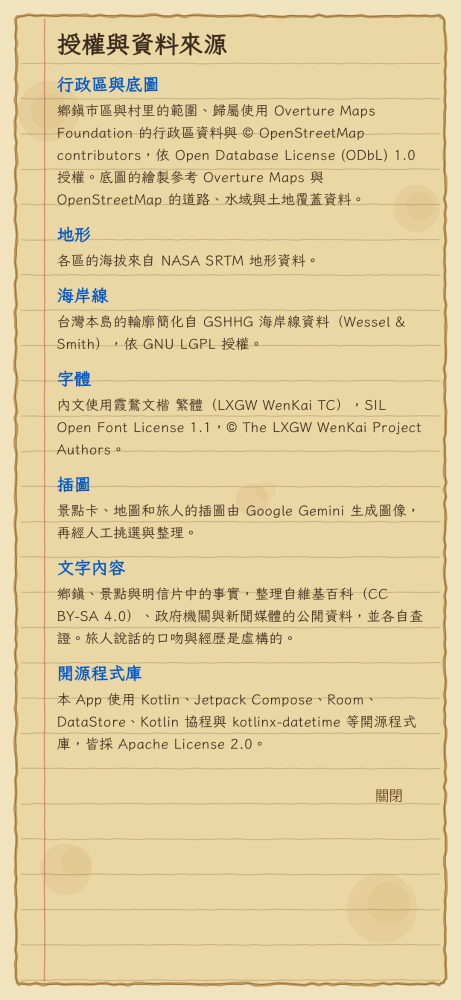 授權與資料來源
行政區與底圖
鄉鎮市區與村里的範圍、歸屬使用 Overture Maps
Foundation 的行政區資料與 © OpenStreetMap
contributors，依 Open Database License (ODbL) 1.0
授權。底圖的繪製參考 Overture Maps 與
OpenStreetMap 的道路、水域與土地覆蓋資料。
地形
各區的海拔來自 NASA SRTM 地形資料。
海岸線
台灣本島的輪廓簡化自 GSHHG 海岸線資料（Wessel &
Smith），依 GNU LGPL 授權。
字體
內文使用霞鶩文楷 繁體（LXGW WenKai TC），SIL
Open Font License 1.1，© The LXGW WenKai Project
Authors。
插圖
景點卡、地圖和旅人的插圖由 Google Gemini 生成圖像，
再經人工挑選與整理。
文字內容
鄉鎮、景點與明信片中的事實，整理自維基百科（CC
BY-SA 4.0）、政府機關與新聞媒體的公開資料，並各自查
證。旅人說話的口吻與經歷是虛構的。
開源程式庫
本 App 使用 Kotlin、Jetpack Compose、Room、
DataStore、Kotlin 協程與 kotlinx-datetime 等開源程式
庫，皆採 Apache License 2.0。
關閉